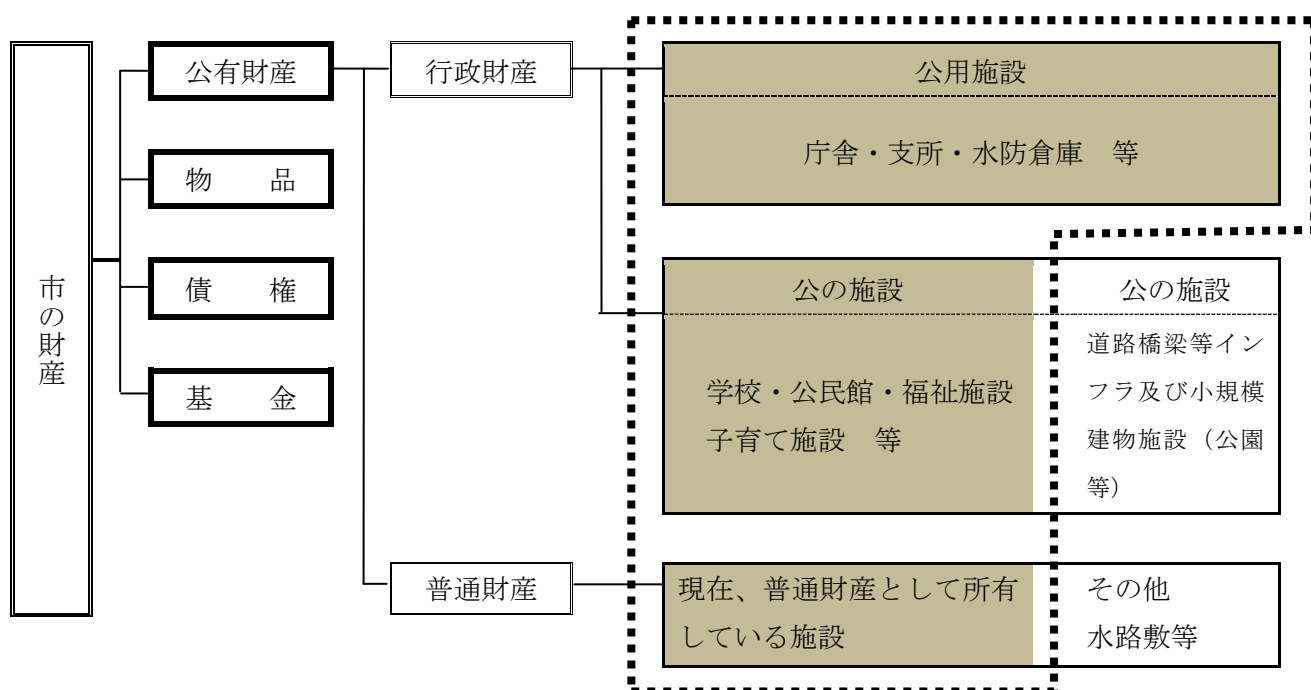 市の財産
公有財産
物　　品
債　　権
基　　金
行政財産
普通財産
公用施設
庁舎・支所・水防倉庫　等
公の施設
学校・公民館・福祉施設
子育て施設　等
公の施設
道路橋梁等イン
フラ及び小規模
建物施設（公園
等）
現在、普通財産として所有
している施設
その他
水路敷等